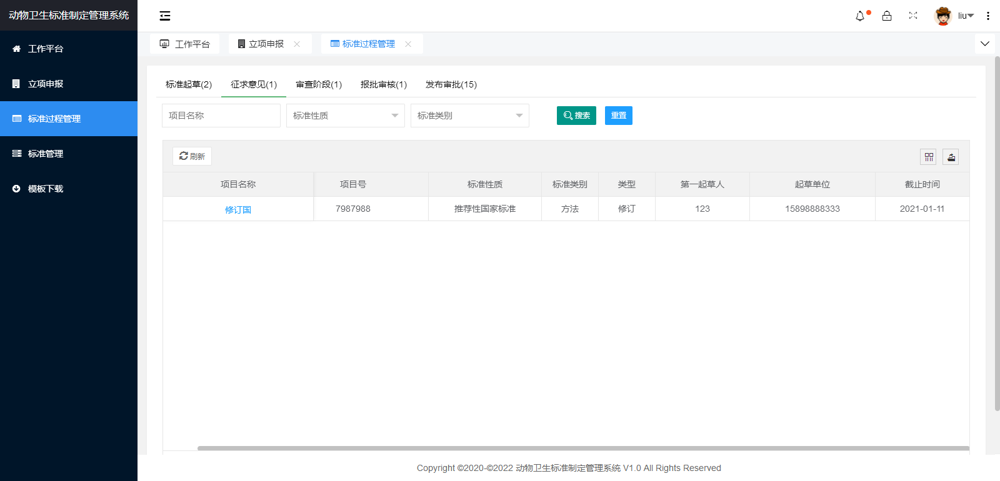 动物卫生标准制定管理系统
liu
工作平台
立项申报
标准过程管理
标准管理
模板下载
工作平台
立项申报
标准过程管理
标准起草(2)
征求意见(1)
审查阶段(1)
报批审核(1)
发布审批(15)
项目名称
标准性质
标准类别
搜索
重置
刷新
项目名称 项目号 标准性质 标准类别 类型 第一起草人 起草单位 截止时间
修订国 7987988 推荐性国家标准 方法 修订 123 15898888333 2021-01-11
Copyright ©2020-©2022 动物卫生标准制定管理系统 V1.0 All Rights Reserved